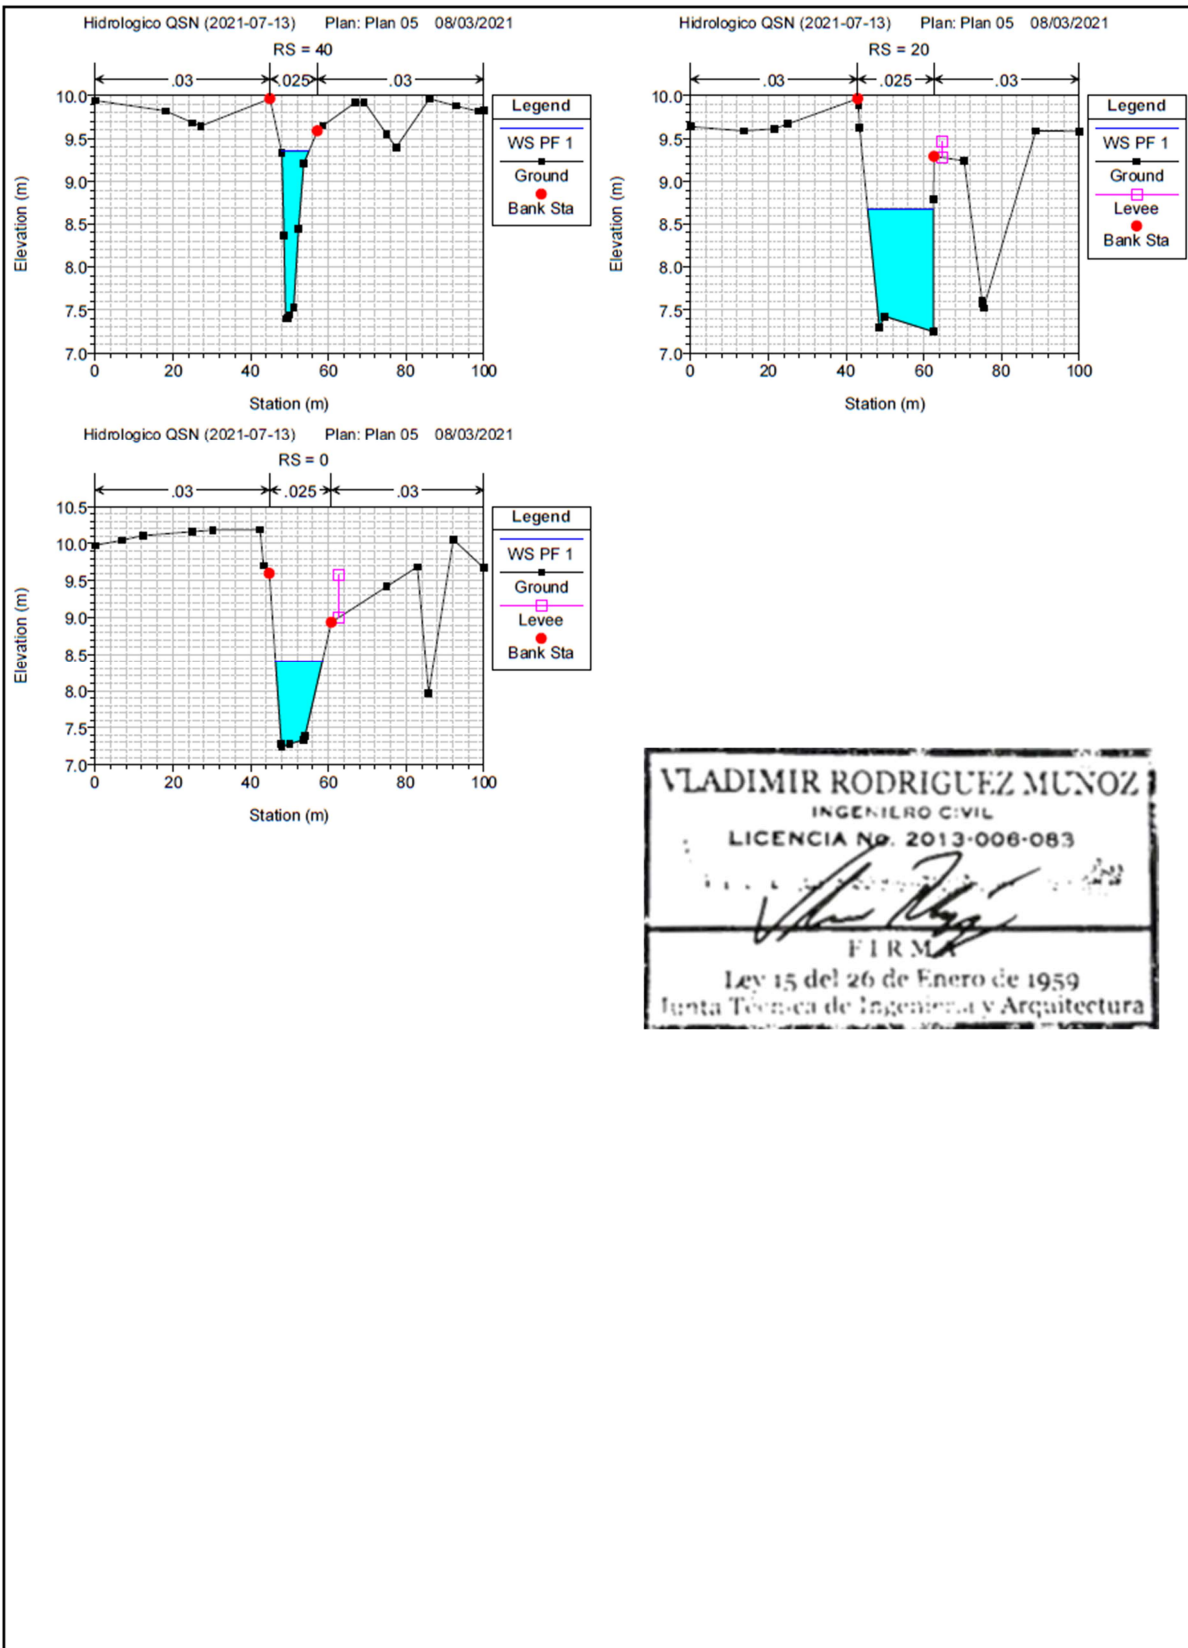 Hidrologico QSN (2021-07-13) Plan: Plan 05 08/03/2021
RS = 40
.03 .025 .03
10.0
9.5
9.0
8.5
8.0
7.5
7.0
Elevation (m)
0 20 40 60 80 100
Station (m)
Legend
WS PF 1
Ground
Bank Sta
Hidrologico QSN (2021-07-13) Plan: Plan 05 08/03/2021
RS = 20
.03 .025 .03
10.0
9.5
9.0
8.5
8.0
7.5
7.0
Elevation (m)
0 20 40 60 80 100
Station (m)
Legend
WS PF 1
Ground
Levee
Bank Sta
Hidrologico QSN (2021-07-13) Plan: Plan 05 08/03/2021
RS = 0
.03 .025 .03
10.5
10.0
9.5
9.0
8.5
8.0
7.5
7.0
Elevation (m)
0 20 40 60 80 100
Station (m)
Legend
WS PF 1
Ground
Levee
Bank Sta
VLADIMIR RODRIGUEZ MUNOZ
INGENIERO CIVIL
LICENCIA No. 2013-006-083
FIRMA
Ley 15 del 26 de Enero de 1959
Junta Técnica de Ingeniería y Arquitectura